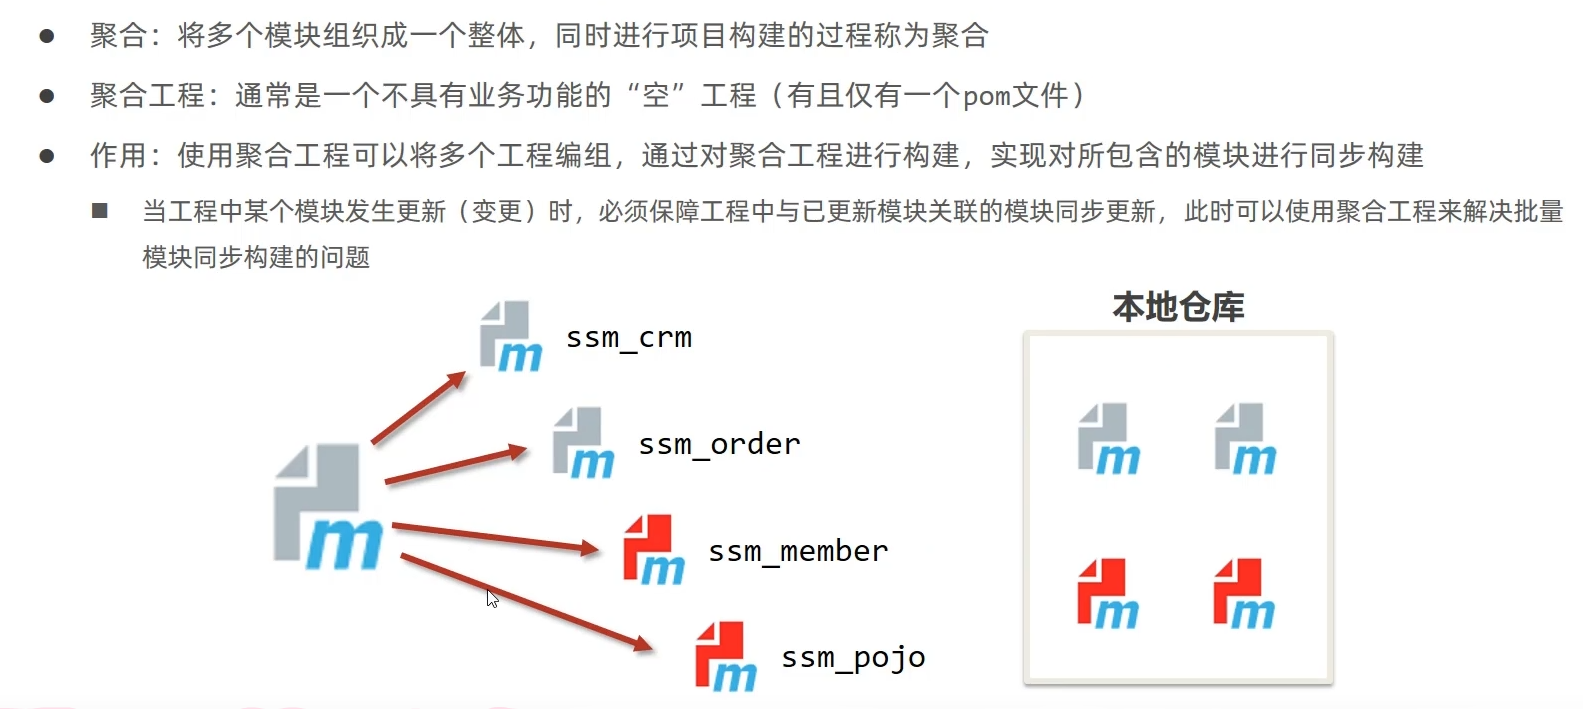 聚合：将多个模块组织成一个整体，同时进行项目构建的过程称为聚合
聚合工程：通常是一个不具有业务功能的“空”工程（有且仅有一个pom文件）
作用：使用聚合工程可以将多个工程编组，通过对聚合工程进行构建，实现对所包含的模块进行同步构建
当工程中某个模块发生更新（变更）时，必须保障工程中与已更新模块关联的模块同步更新，此时可以使用聚合工程来解决批量
模块同步构建的问题
本地仓库
ssm_crm
ssm_order
ssm_member
ssm_pojo
m
m
m
m
m
m
m
m
m